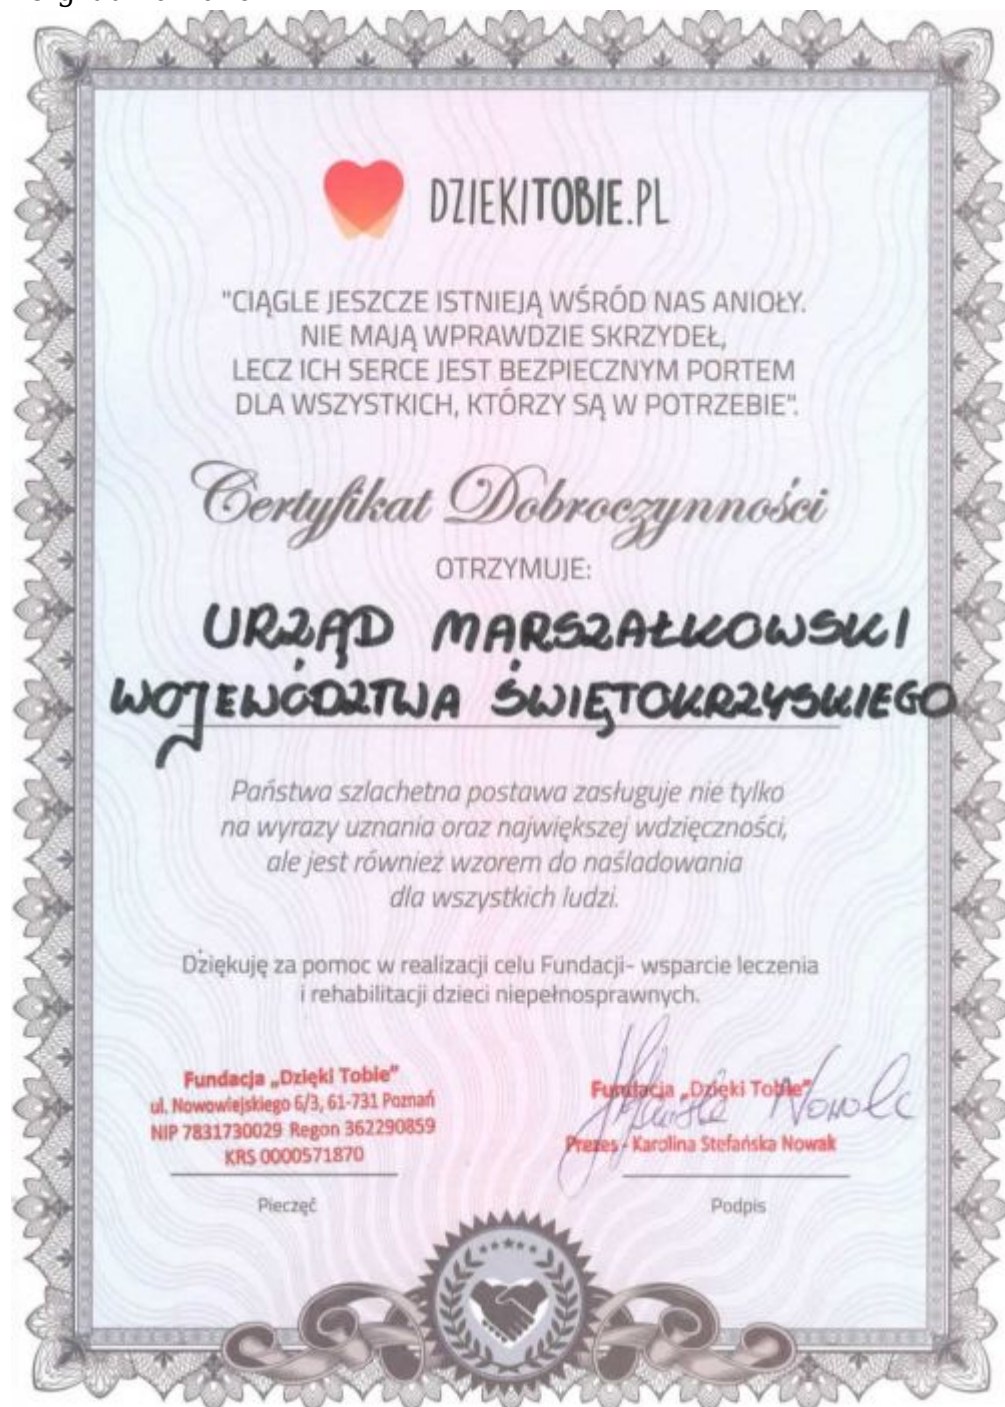 DZIEKITOBIE.PL
"CIĄGLE JESZCZE ISTNIEJĄ WŚRÓD NAS ANIOŁY.
NIE MAJĄ WPRAWDZIE SKRZYDEŁ,
LECZ ICH SERCE JEST BEZPIECZNYM PORTEM
DLA WSZYSTKICH, KTÓRZY SĄ W POTRZEBIE".
Certyfikat Dobroczynności
OTRZYMUJE:
URZĄD MARSZAŁKOWSKI
WOJEWÓDZTWA ŚWIĘTOKRZYSKIEGO
Państwa szlachetna postawa zasługuje nie tylko
na wyrazy uznania oraz największej wdzięczności,
ale jest również wzorem do naśladowania
dla wszystkich ludzi.
Dziękuję za pomoc w realizacji celu Fundacji- wsparcie leczenia
i rehabilitacji dzieci niepełnosprawnych.
Fundacja „Dzięki Tobie”
ul. Nowowiejskiego 6/3, 61-731 Poznań
NIP 7831730029 Regon 362290859
KRS 0000571870
Pieczęć
Fundacja „Dzięki Tobie”
Nowak
Prezes - Karolina Stefańska Nowak
Podpis